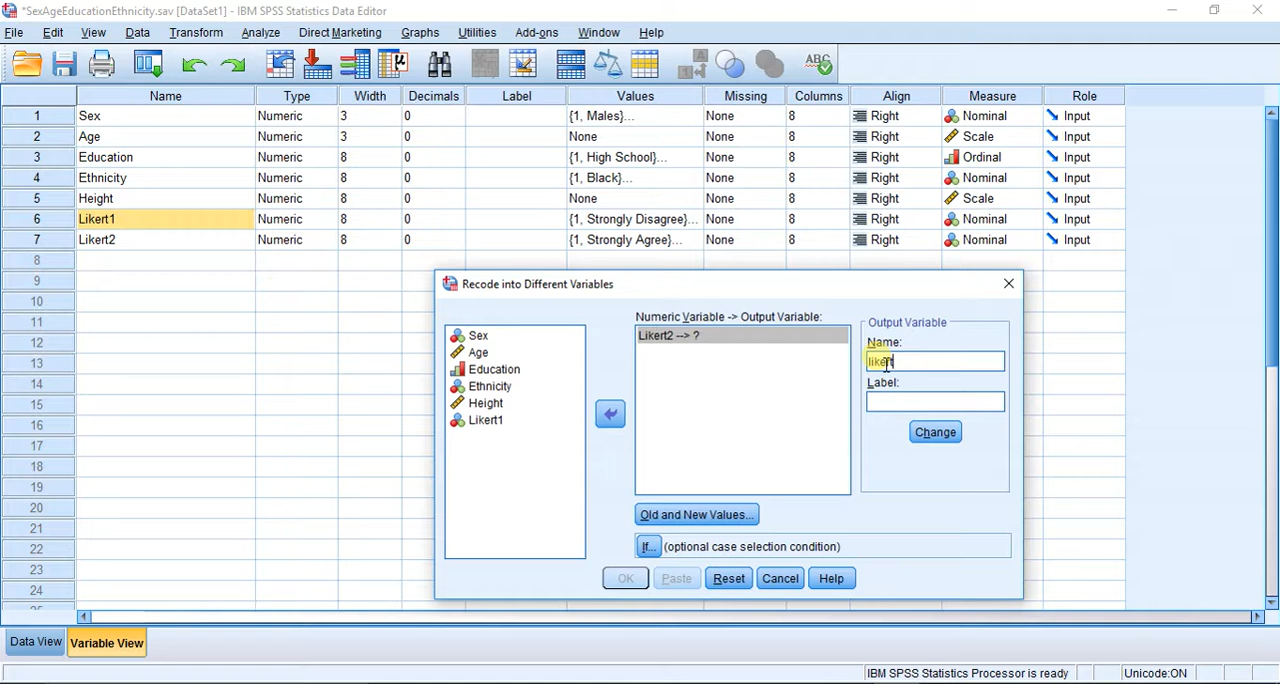 *SexAgeEducationEthnicity.sav [DataSet1] - IBM SPSS Statistics Data Editor
File Edit View Data Transform Analyze Direct Marketing Graphs Utilities Add-ons Window Help
Name Type Width Decimals Label Values Missing Columns Align Measure Role
1 Sex Numeric 3 0 {1, Males}... None 8 Right Nominal Input
2 Age Numeric 3 0 None None 8 Right Scale Input
3 Education Numeric 8 0 {1, High School}... None 8 Right Ordinal Input
4 Ethnicity Numeric 8 0 {1, Black}... None 8 Right Nominal Input
5 Height Numeric 8 0 None None 8 Right Scale Input
6 Likert1 Numeric 8 0 {1, Strongly Disagree}... None 8 Right Nominal Input
7 Likert2 Numeric 8 0 {1, Strongly Agree}... None 8 Right Nominal Input
8
9
10
11
12
13
14
15
16
17
18
19
20
21
22
23
24
Recode into Different Variables
Numeric Variable -> Output Variable:
Likert2 --> ?
Sex
Age
Education
Ethnicity
Height
Likert1
Output Variable
Name:
likert
Label:
Change
Old and New Values...
If... (optional case selection condition)
OK Paste Reset Cancel Help
Data View Variable View
IBM SPSS Statistics Processor is ready Unicode:ON